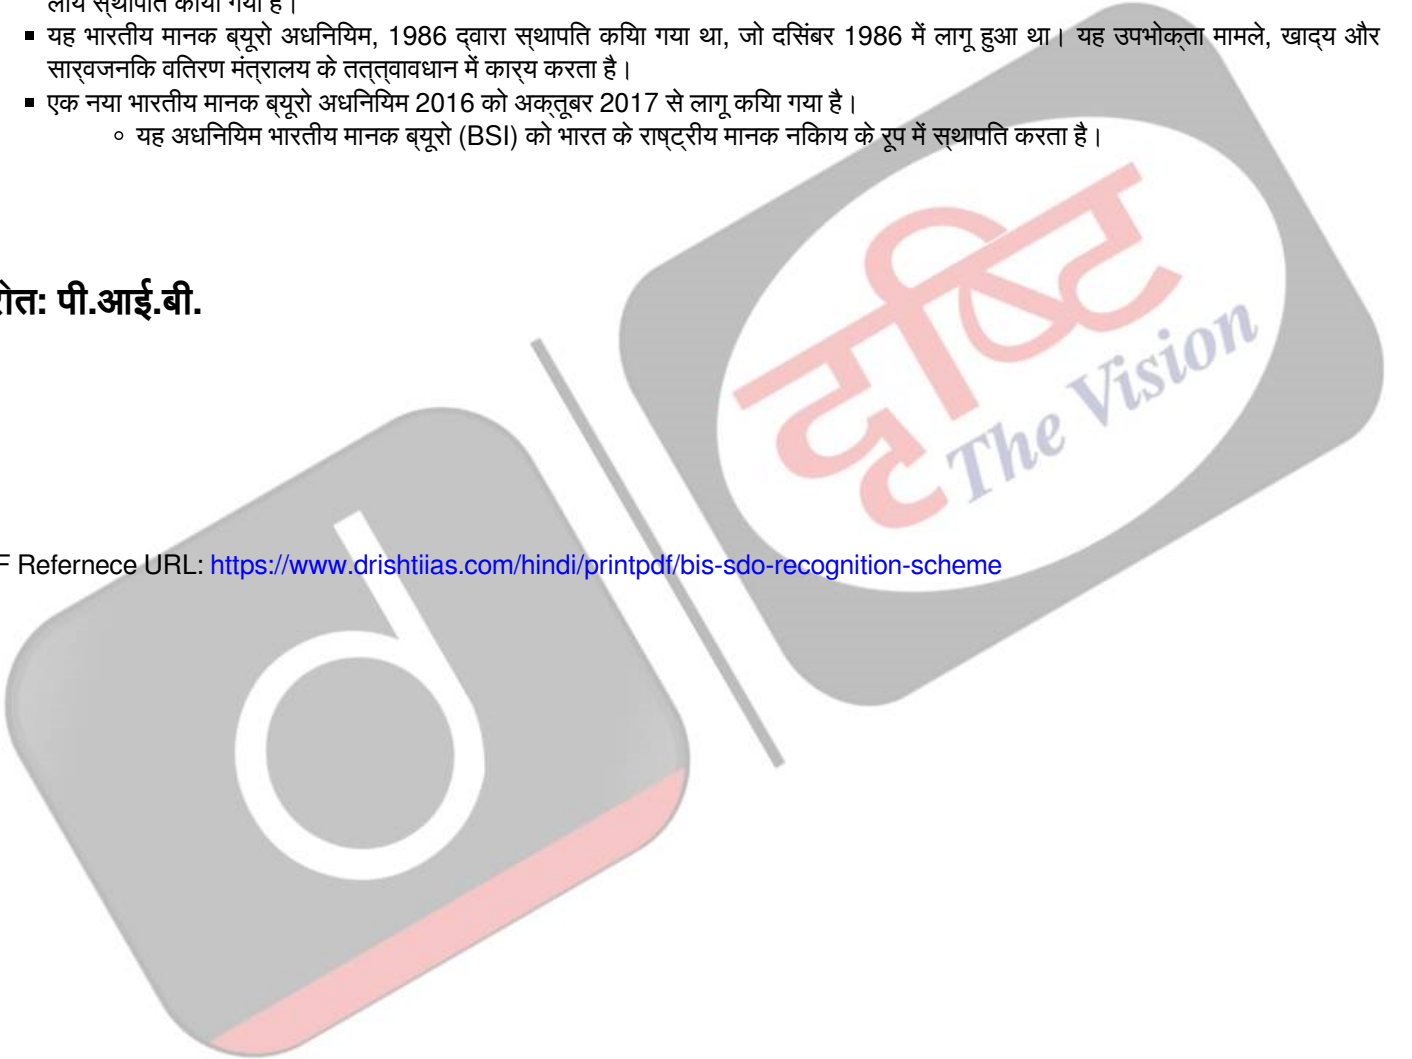 लिये स्थापित किया गया है।
▪ यह भारतीय मानक ब्यूरो अधिनियम, 1986 द्वारा स्थापित किया गया था, जो दिसंबर 1986 में लागू हुआ था। यह उपभोक्ता मामले, खाद्य और
सार्वजनिक वितरण मंत्रालय के तत्त्वावधान में कार्य करता है।
▪ एक नया भारतीय मानक ब्यूरो अधिनियम 2016 को अक्तूबर 2017 से लागू किया गया है।
◦ यह अधिनियम भारतीय मानक ब्यूरो (BSI) को भारत के राष्ट्रीय मानक निकाय के रूप में स्थापित करता है।
पी.आई.बी.
दृष्टि
The Vision
F Refernece URL: https://www.drishtiias.com/hindi/printpdf/bis-sdo-recognition-scheme
d